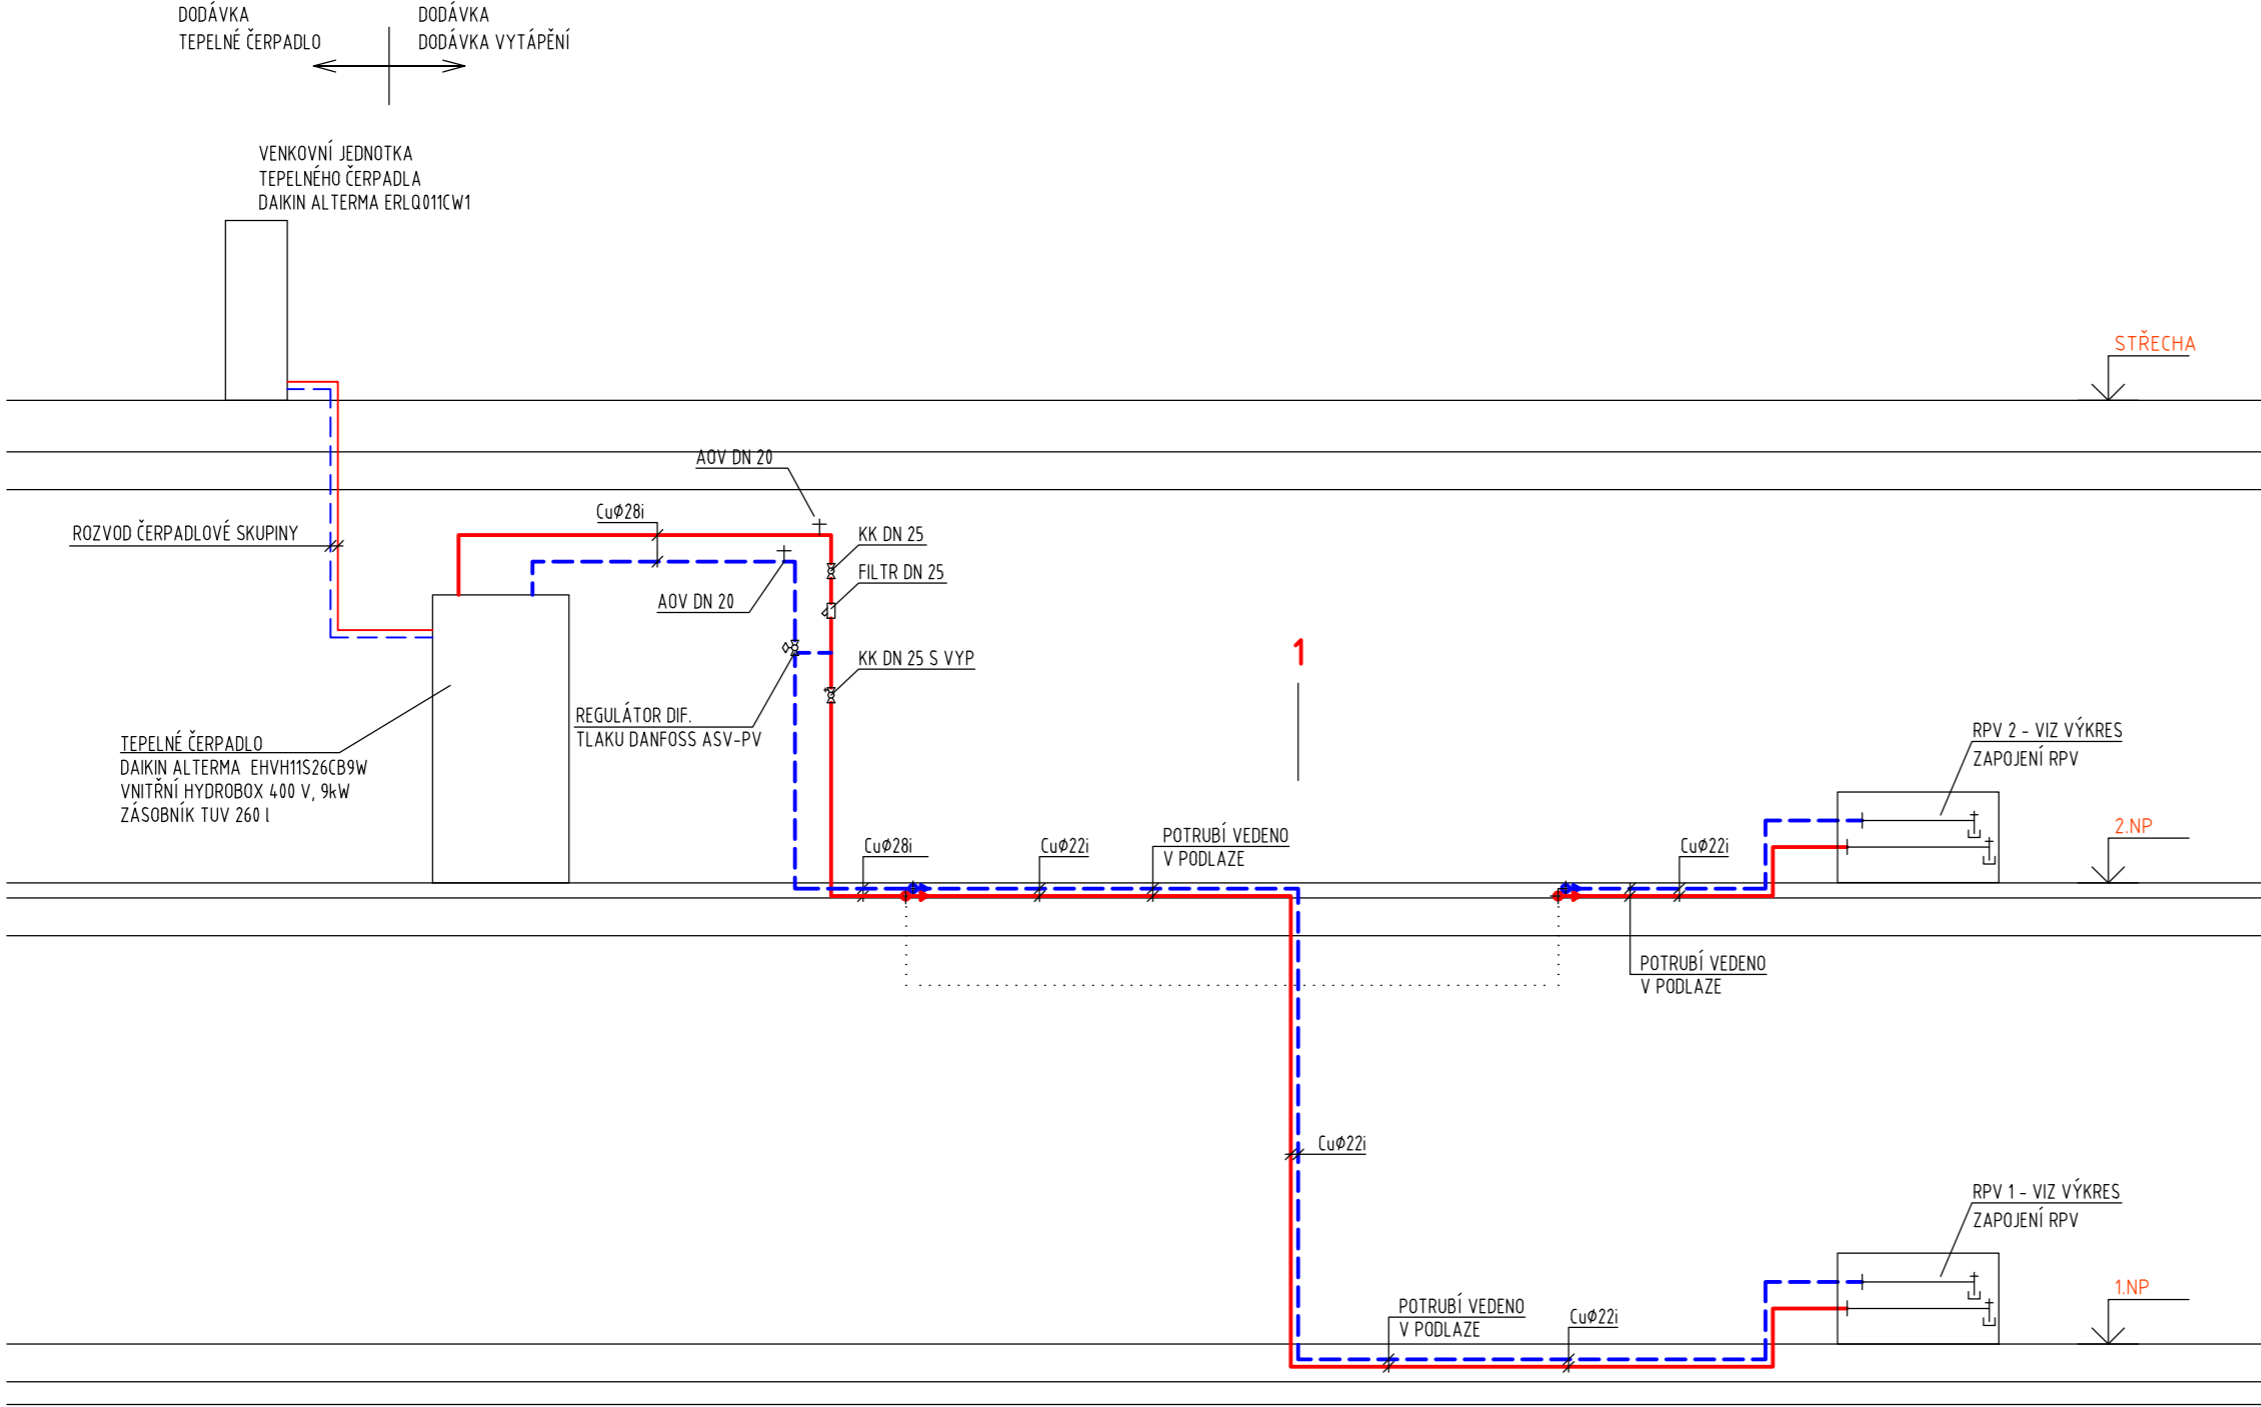 DODÁVKA
TEPELNÉ ČERPADLO
DODÁVKA
DODÁVKA VYTÁPĚNÍ
VENKOVNÍ JEDNOTKA
TEPELNÉHO ČERPADLA
DAIKIN ALTERMA ERLQ011CW1
STŘECHA
AOV DN 20
CuΦ28i
ROZVOD ČERPADLOVÉ SKUPINY
KK DN 25
FILTR DN 25
AOV DN 20
KK DN 25 S VYP
1
REGULÁTOR DIF.
TLAKU DANFOSS ASV-PV
TEPELNÉ ČERPADLO
DAIKIN ALTERMA EHVH11S26CB9W
VNITŘNÍ HYDROBOX 400 V, 9kW
ZÁSOBNÍK TUV 260 l
RPV 2 - VIZ VÝKRES
ZAPOJENÍ RPV
CuΦ28i
CuΦ22i
POTRUBÍ VEDENO
V PODLAZE
CuΦ22i
2.NP
POTRUBÍ VEDENO
V PODLAZE
CuΦ22i
RPV 1 - VIZ VÝKRES
ZAPOJENÍ RPV
POTRUBÍ VEDENO
V PODLAZE
CuΦ22i
1.NP